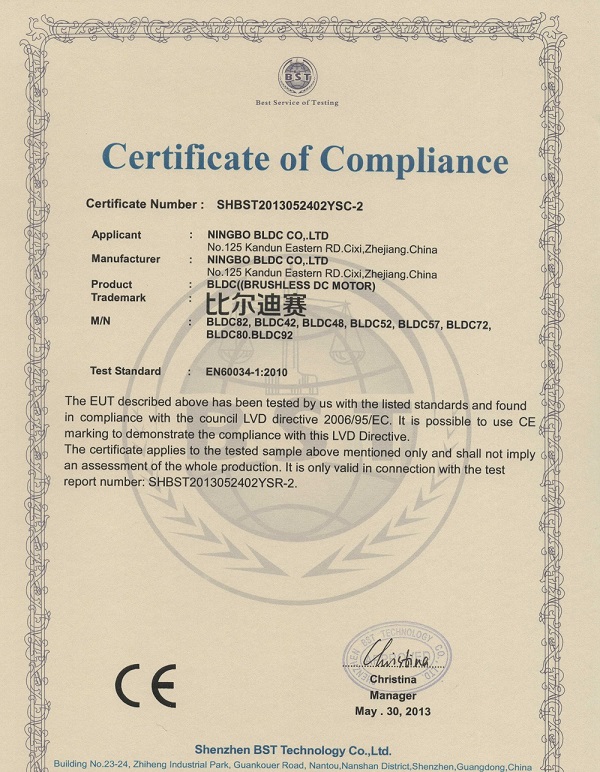 BST
Best Service of Testing
Certificate of Compliance
Certificate Number : SHBST2013052402YSC-2
Applicant : NINGBO BLDC CO,.LTD
No.125 Kandun Eastern RD.Cixi,Zhejiang.China
Manufacturer : NINGBO BLDC CO,.LTD
No.125 Kandun Eastern RD.Cixi,Zhejiang.China
Product : BLDC((BRUSHLESS DC MOTOR)
Trademark : 比尔迪赛
M/N : BLDC82, BLDC42, BLDC48, BLDC52, BLDC57, BLDC72,
BLDC80.BLDC92
Test Standard : EN60034-1:2010
The EUT described above has been tested by us with the listed standards and found
in compliance with the council LVD directive 2006/95/EC. It is possible to use CE
marking to demonstrate the compliance with this LVD Directive.
The certificate applies to the tested sample above mentioned only and shall not imply
an assessment of the whole production. It is only valid in connection with the test
report number: SHBST2013052402YSR-2.
Christina
Christina
Manager
May . 30, 2013
CE
Shenzhen BST Technology Co.,Ltd.
Building No.23-24, Zhiheng Industrial Park, Guankouer Road, Nantou,Nanshan District,Shenzhen,Guangdong,China